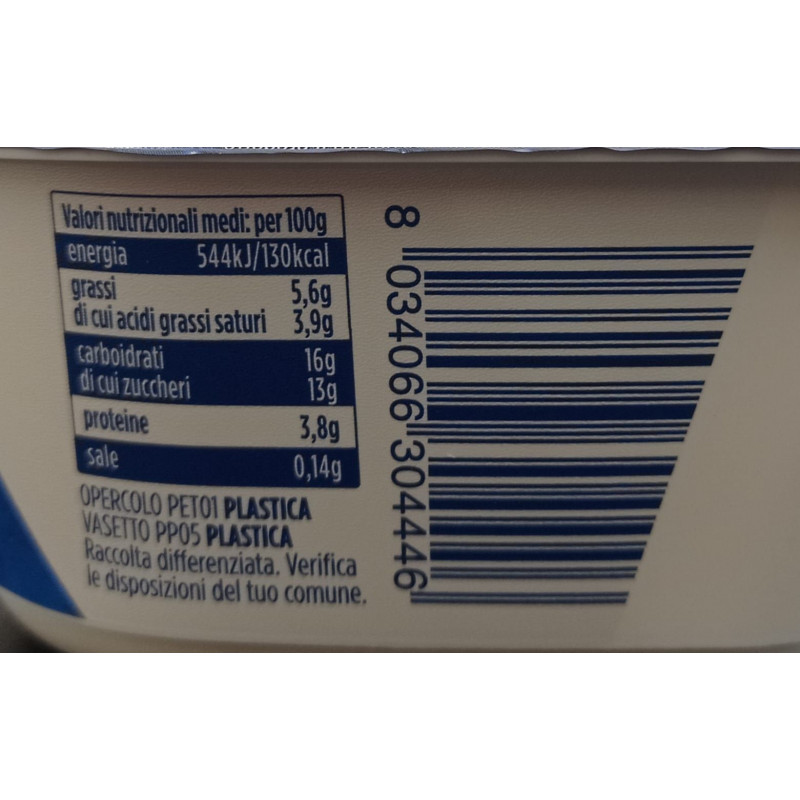 Valori nutrizionali medi: per 100g
energia 544kJ/130kcal
grassi 5,6g
di cui acidi grassi saturi 3,9g
carboidrati 16g
di cui zuccheri 13g
proteine 3,8g
sale 0,14g
OPERCOLO PET01 PLASTICA
VASETTO PP05 PLASTICA
Raccolta differenziata. Verifica
le disposizioni del tuo comune.
8 034066 304446